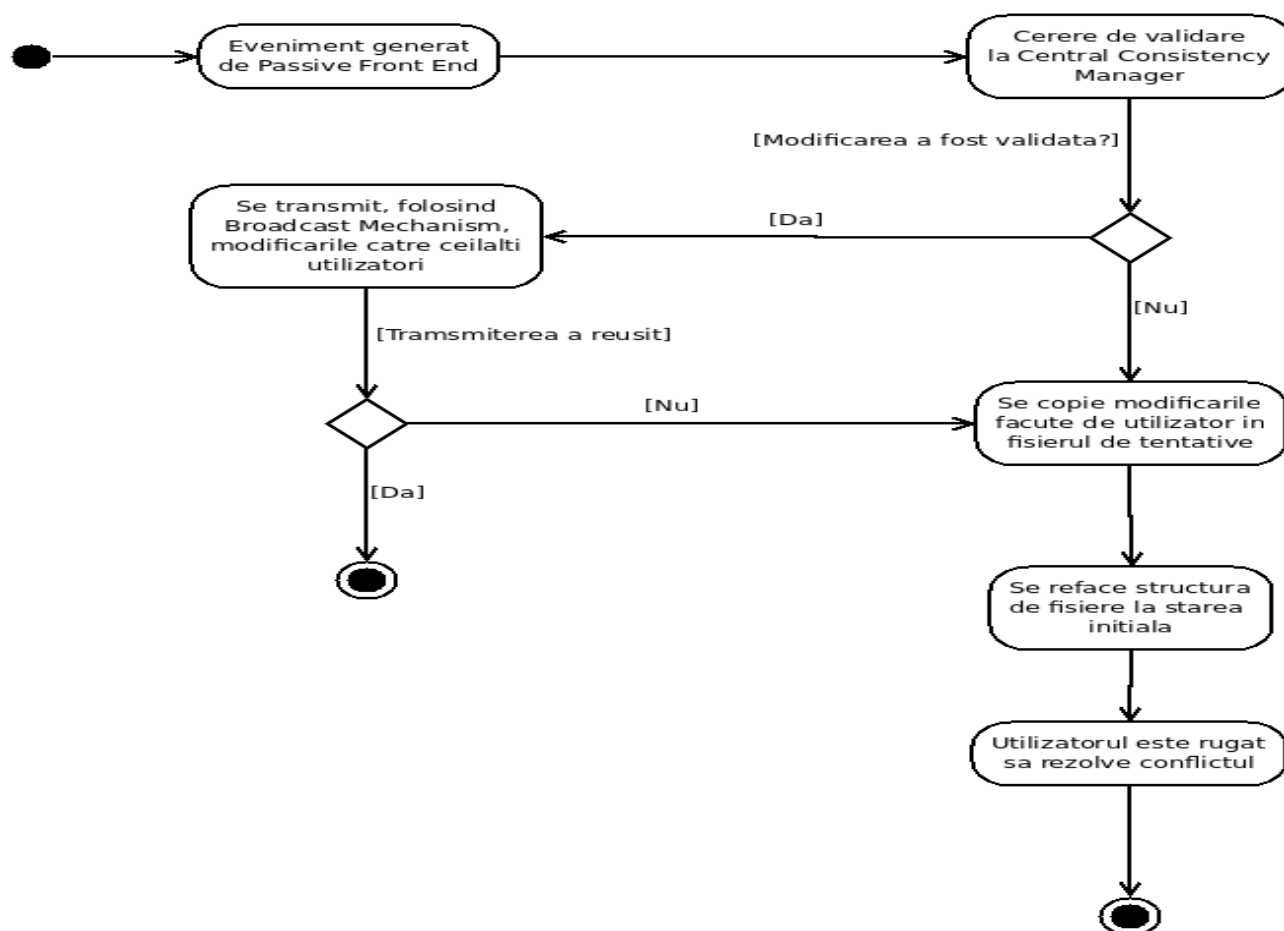 Eveniment generat
de Passive Front End
Cerere de validare
la Central Consistency
Manager
[Modificarea a fost validata?]
Se transmit, folosind
Broadcast Mechanism,
modificarile catre ceilalti
utilizatori
[Da]
[Nu]
[Tramsmiterea a reusit]
[Nu]
Se copie modificarile
facute de utilizator in
fisierul de tentative
[Da]
Se reface structura
de fisiere la starea
initiala
Utilizatorul este rugat
sa rezolve conflictul